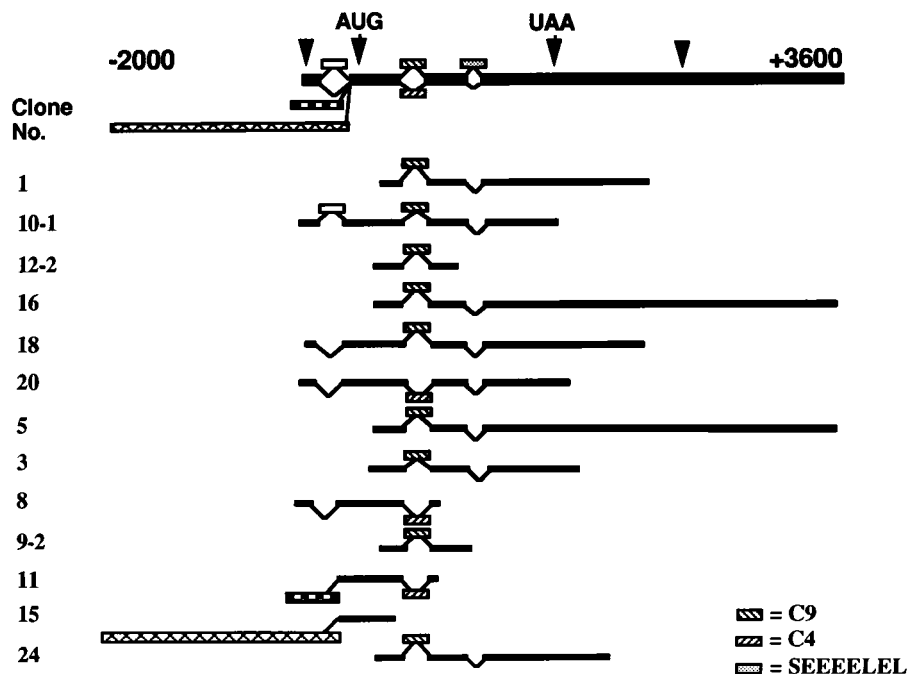 AUG UAA
-2000 +3600
Clone
No.
1
10-1
12-2
16
18
20
5
3
8
9-2
11
15
24
= C9
= C4
= SEEEELEL